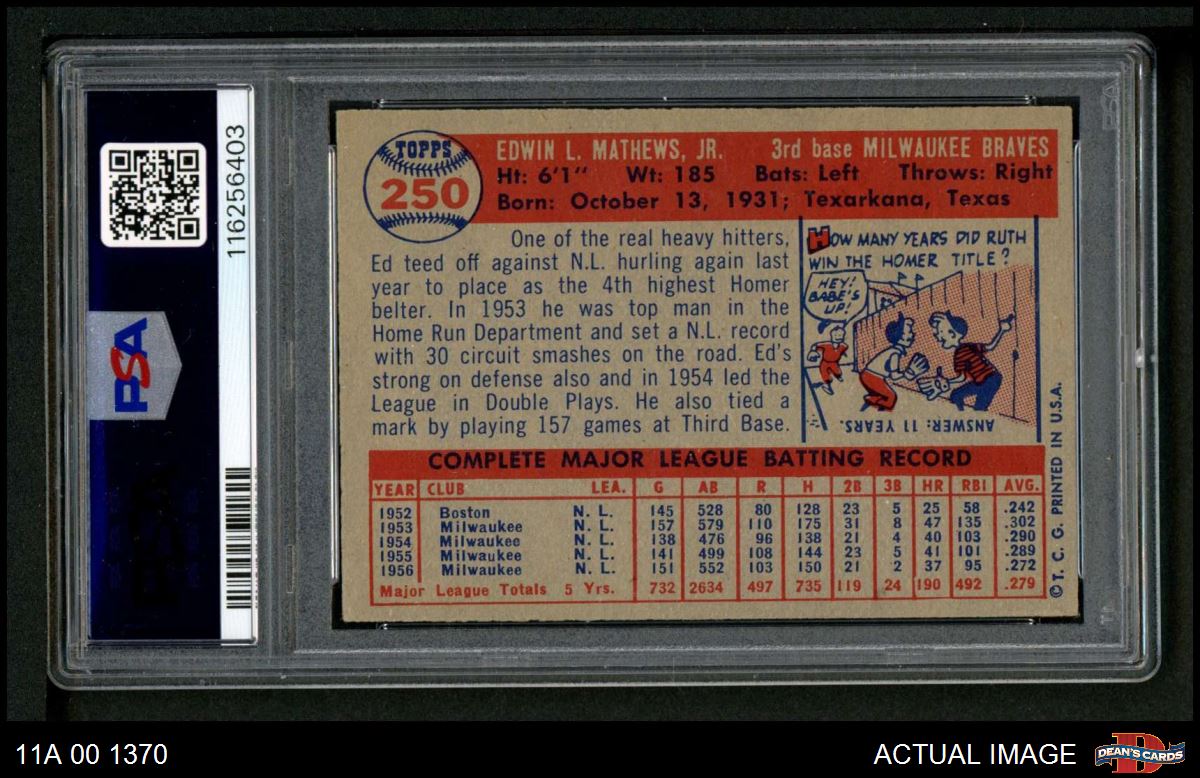 116256403
PSA
TOPPS
250
EDWIN L. MATHEWS, JR. 3rd base MILWAUKEE BRAVES
Ht: 6'1" Wt: 185 Bats: Left Throws: Right
Born: October 13, 1931; Texarkana, Texas
One of the real heavy hitters,
Ed teed off against N.L. hurling again last
year to place as the 4th highest Homer
belter. In 1953 he was top man in the
Home Run Department and set a N.L. record
with 30 circuit smashes on the road. Ed's
strong on defense also and in 1954 led the
League in Double Plays. He also tied a
mark by playing 157 games at Third Base.
HOW MANY YEARS DID RUTH
WIN THE HOMER TITLE?
HEY!
BABE'S
UP!
ANSWER: 11 YEARS.
COMPLETE MAJOR LEAGUE BATTING RECORD
YEAR CLUB LEA. G AB R H 2B 3B HR RBI AVG.
1952 Boston N. L. 145 528 80 128 23 5 25 58 .242
1953 Milwaukee N. L. 157 579 110 175 31 8 47 135 .302
1954 Milwaukee N. L. 138 476 96 138 21 4 40 103 .290
1955 Milwaukee N. L. 141 499 108 144 23 5 41 101 .289
1956 Milwaukee N. L. 151 552 103 150 21 2 37 95 .272
Major League Totals 5 Yrs. 732 2634 497 735 119 24 190 492 .279
©T. C. G. PRINTED IN U.S.A.
11A 00 1370
ACTUAL IMAGE
DEAN'S CARDS